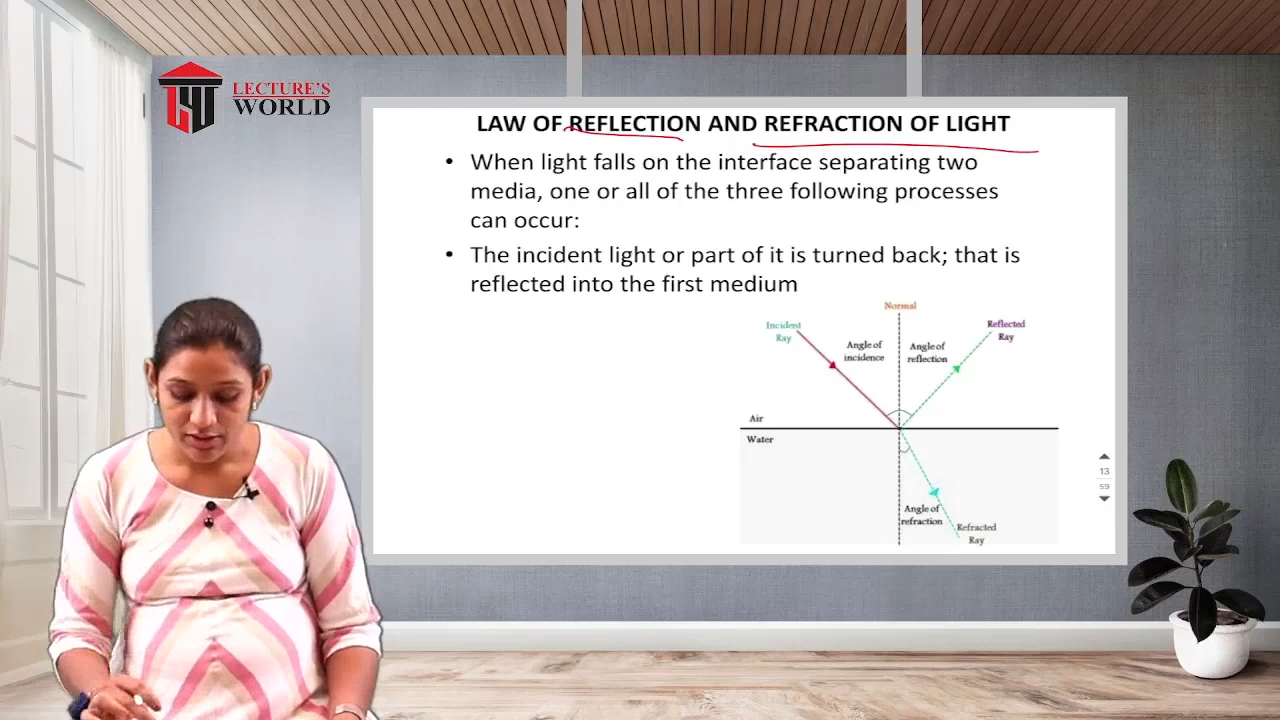 LECTURE'S
WORLD
LAW OF REFLECTION AND REFRACTION OF LIGHT
• When light falls on the interface separating two
media, one or all of the three following processes
can occur:
• The incident light or part of it is turned back; that is
reflected into the first medium
Normal
Incident
Ray
Angle of
incidence
Angle of
reflection
Reflected
Ray
Air
Water
Angle of
refraction
Refracted
Ray
13
59